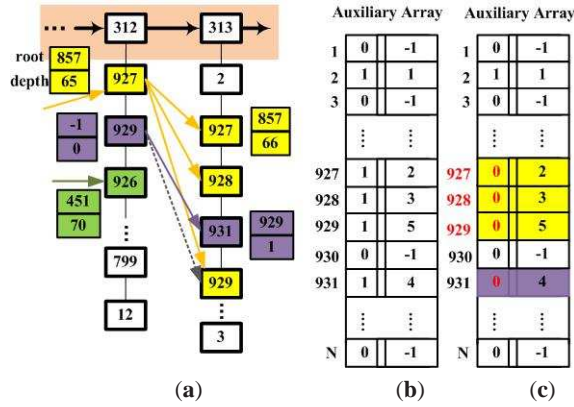 Auxiliary Array
Auxiliary Array
... 312 313
root 857
depth 65
927
2
-1
0
929
927
857
66
926
928
451
70
931
929
1
799
929
12
3
1 0 -1
2 1 1
3 0 -1
927 1 2
928 1 3
929 1 5
930 0 -1
931 1 4
N 0 -1
1 0 -1
2 1 1
3 0 -1
927 0 2
928 0 3
929 0 5
930 0 -1
931 0 4
N 0 -1
(a)
(b)
(c)